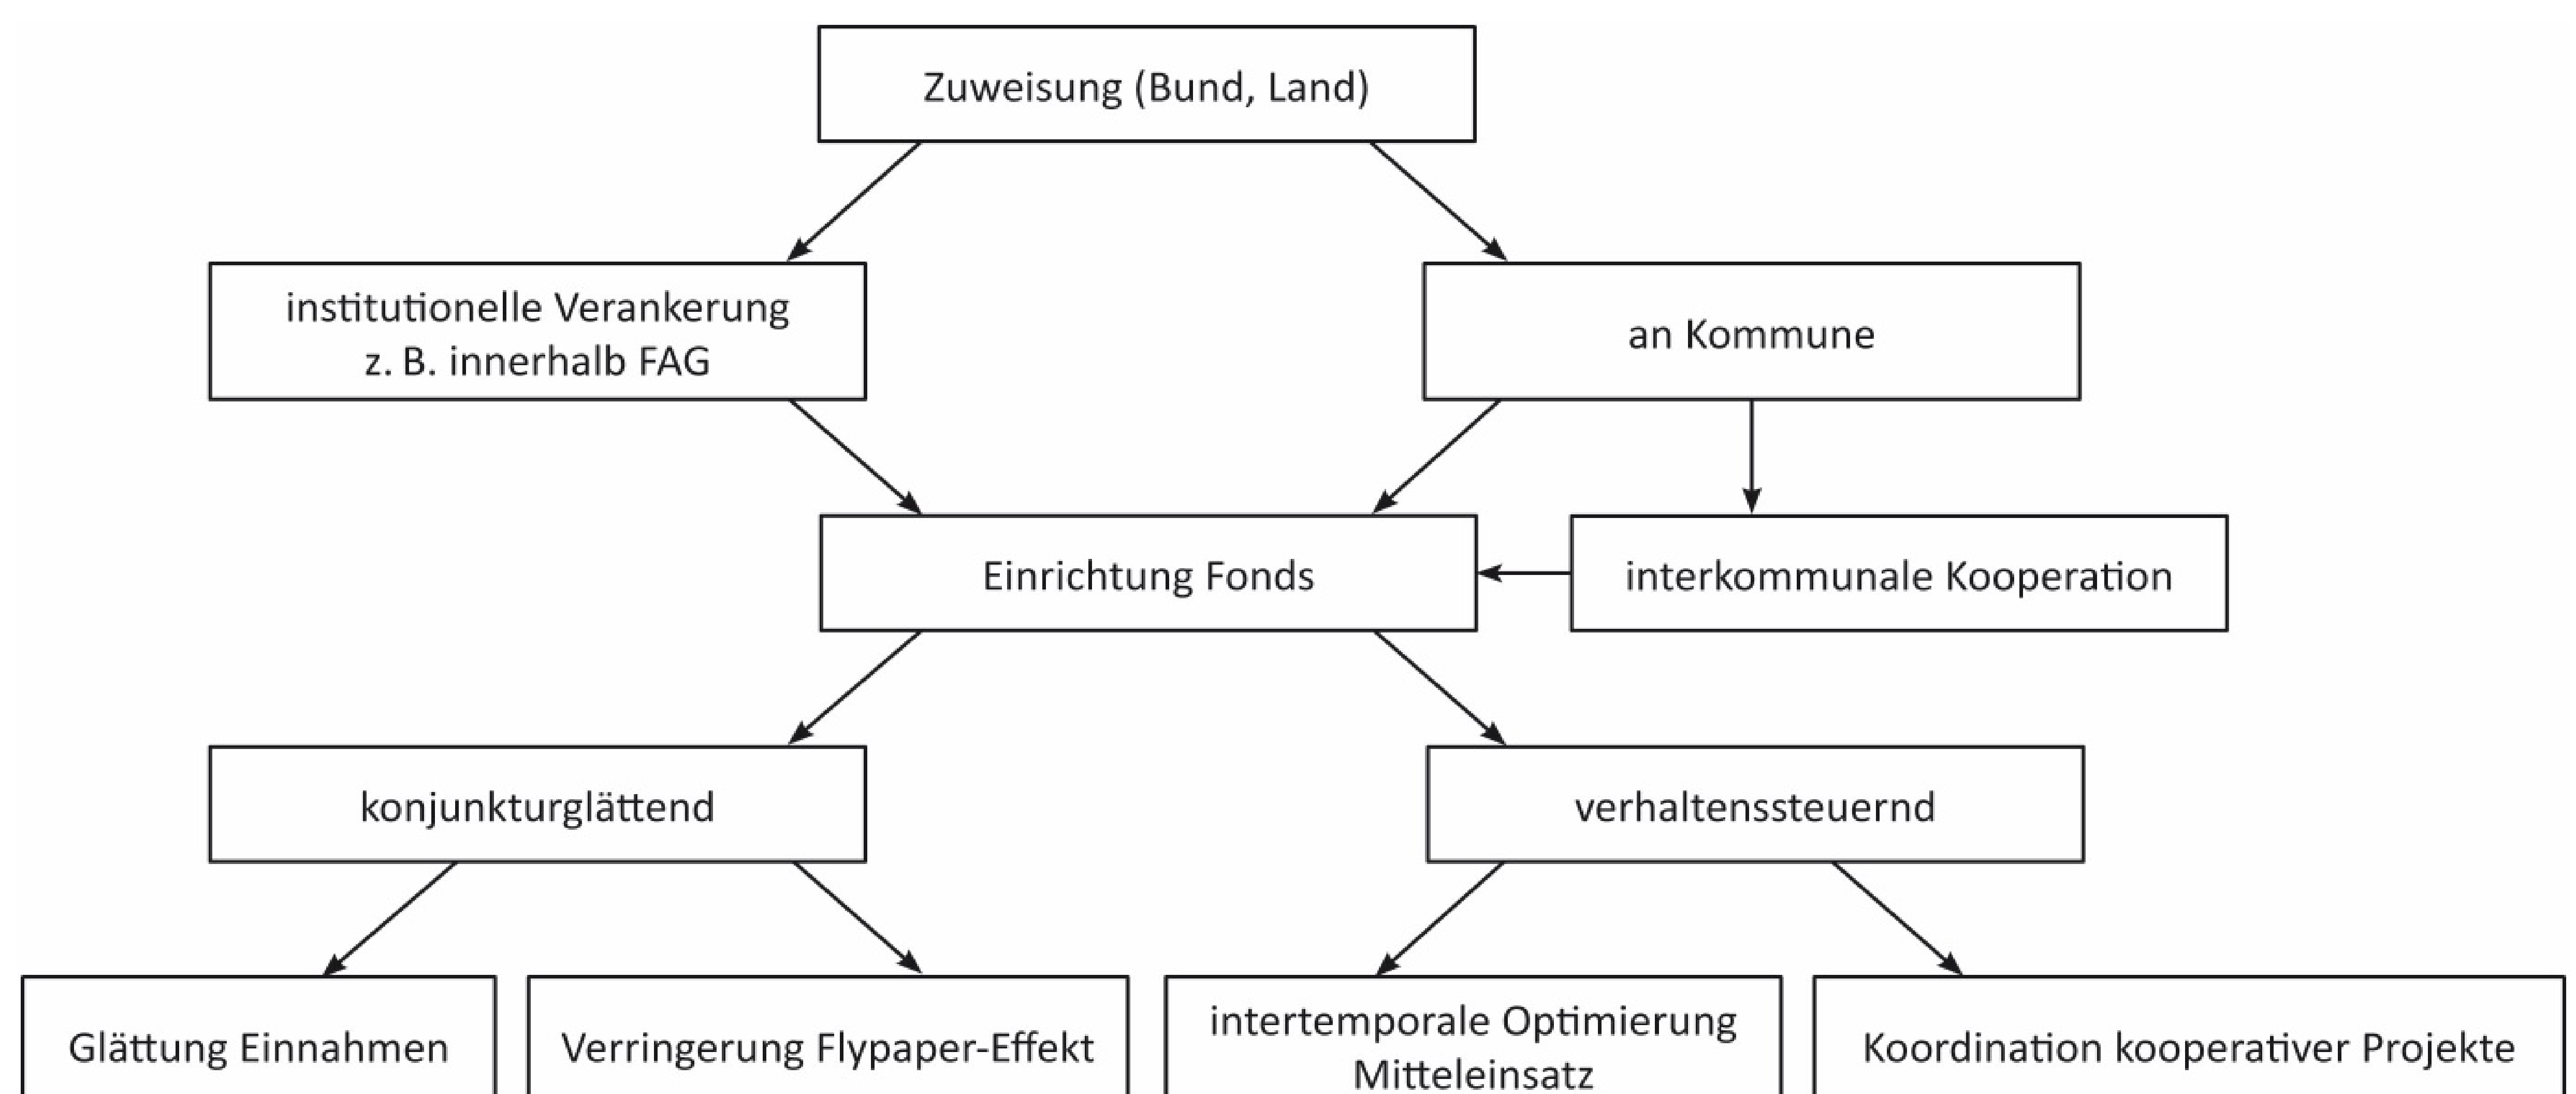 Zuweisung (Bund, Land)
institutionelle Verankerung
z. B. innerhalb FAG
an Kommune
Einrichtung Fonds
interkommunale Kooperation
konjunkturglättend
verhaltenssteuernd
Glättung Einnahmen
Verringerung Flypaper-Effekt
intertemporale Optimierung
Mitteleinsatz
Koordination kooperativer Projekte